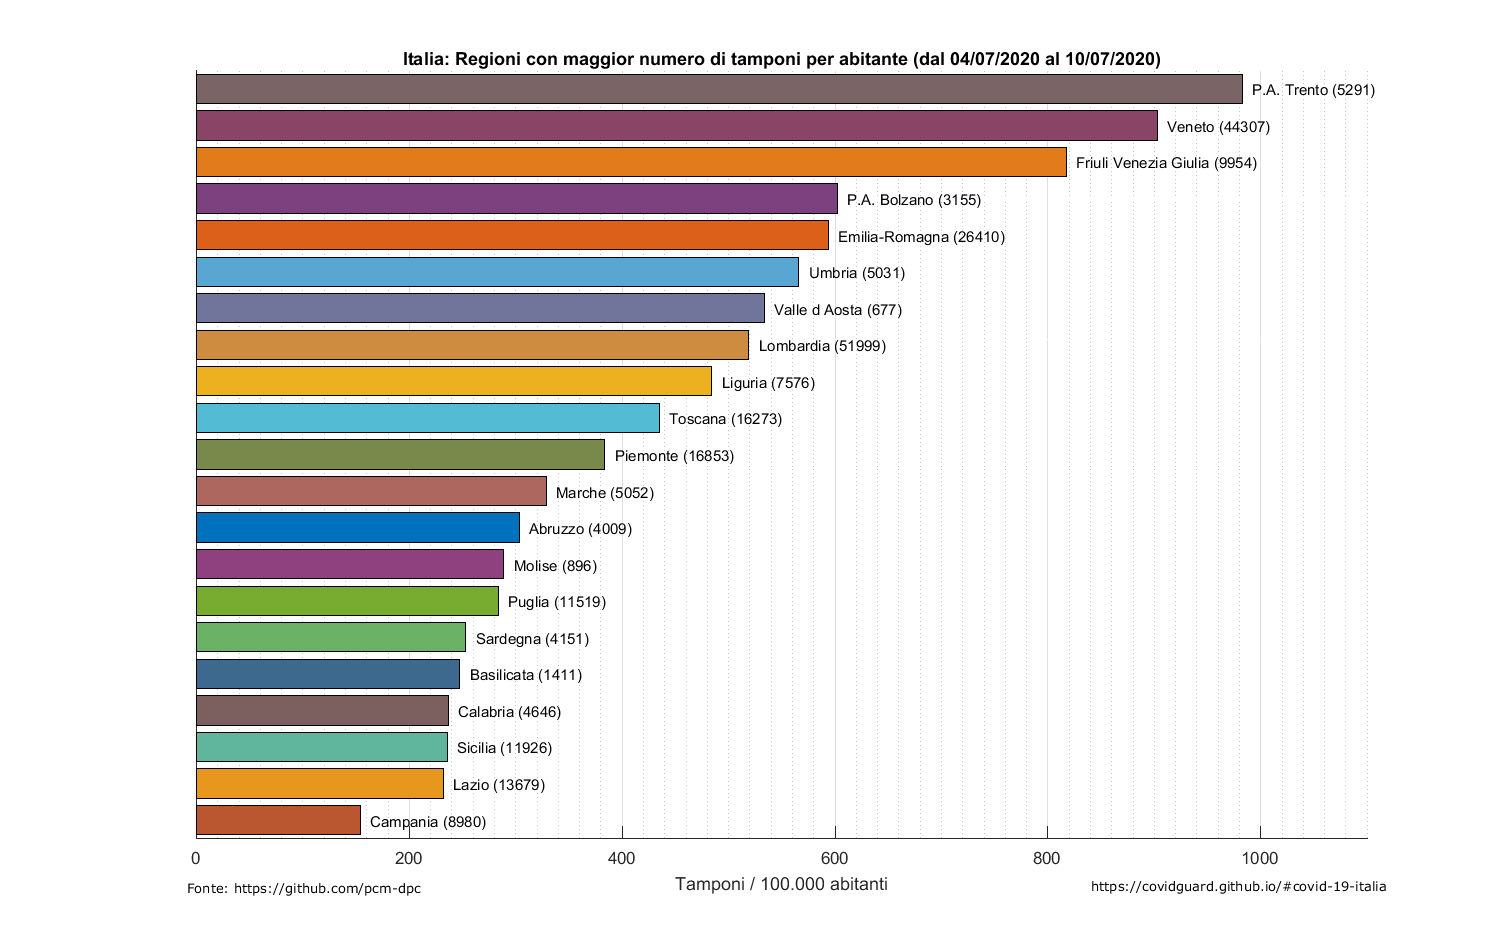 Italia: Regioni con maggior numero di tamponi per abitante (dal 04/07/2020 al 10/07/2020)
P.A. Trento (5291)
Veneto (44307)
Friuli Venezia Giulia (9954)
P.A. Bolzano (3155)
Emilia-Romagna (26410)
Umbria (5031)
Valle d Aosta (677)
Lombardia (51999)
Liguria (7576)
Toscana (16273)
Piemonte (16853)
Marche (5052)
Abruzzo (4009)
Molise (896)
Puglia (11519)
Sardegna (4151)
Basilicata (1411)
Calabria (4646)
Sicilia (11926)
Lazio (13679)
Campania (8980)
0 200 400 600 800 1000
Tamponi / 100.000 abitanti
Fonte: https://github.com/pcm-dpc
https://covidguard.github.io/#covid-19-italia